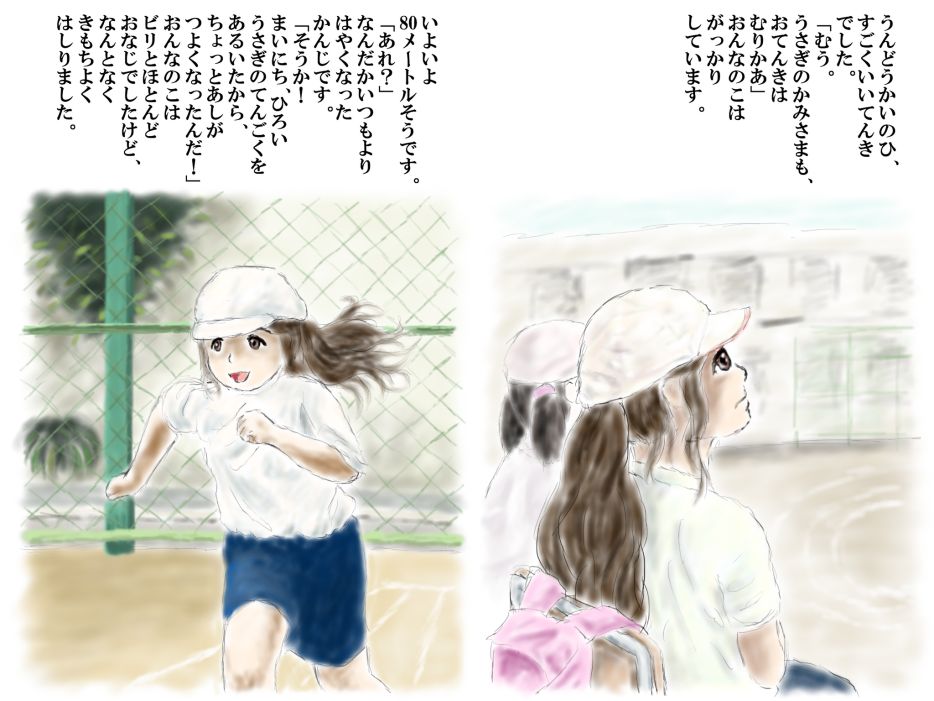 うんどうかいのひ、
すごくいいてんき
でした。
「むう。
うさぎのかみさまも、
おてんきは
むりかあ」
おんなのこは
がっかり
しています。
いよいよ
80メートルそうです。
「あれ?」
なんだかいつもより
はやくなった
かんじです。
「そうか!
まいにち、ひろい
うさぎのてんごくを
あるいたから、
ちょっとあしが
つよくなったんだ!」
おんなのこは
ビリとほとんど
おなじでしたけど、
なんとなく
きもちよく
はしりました。